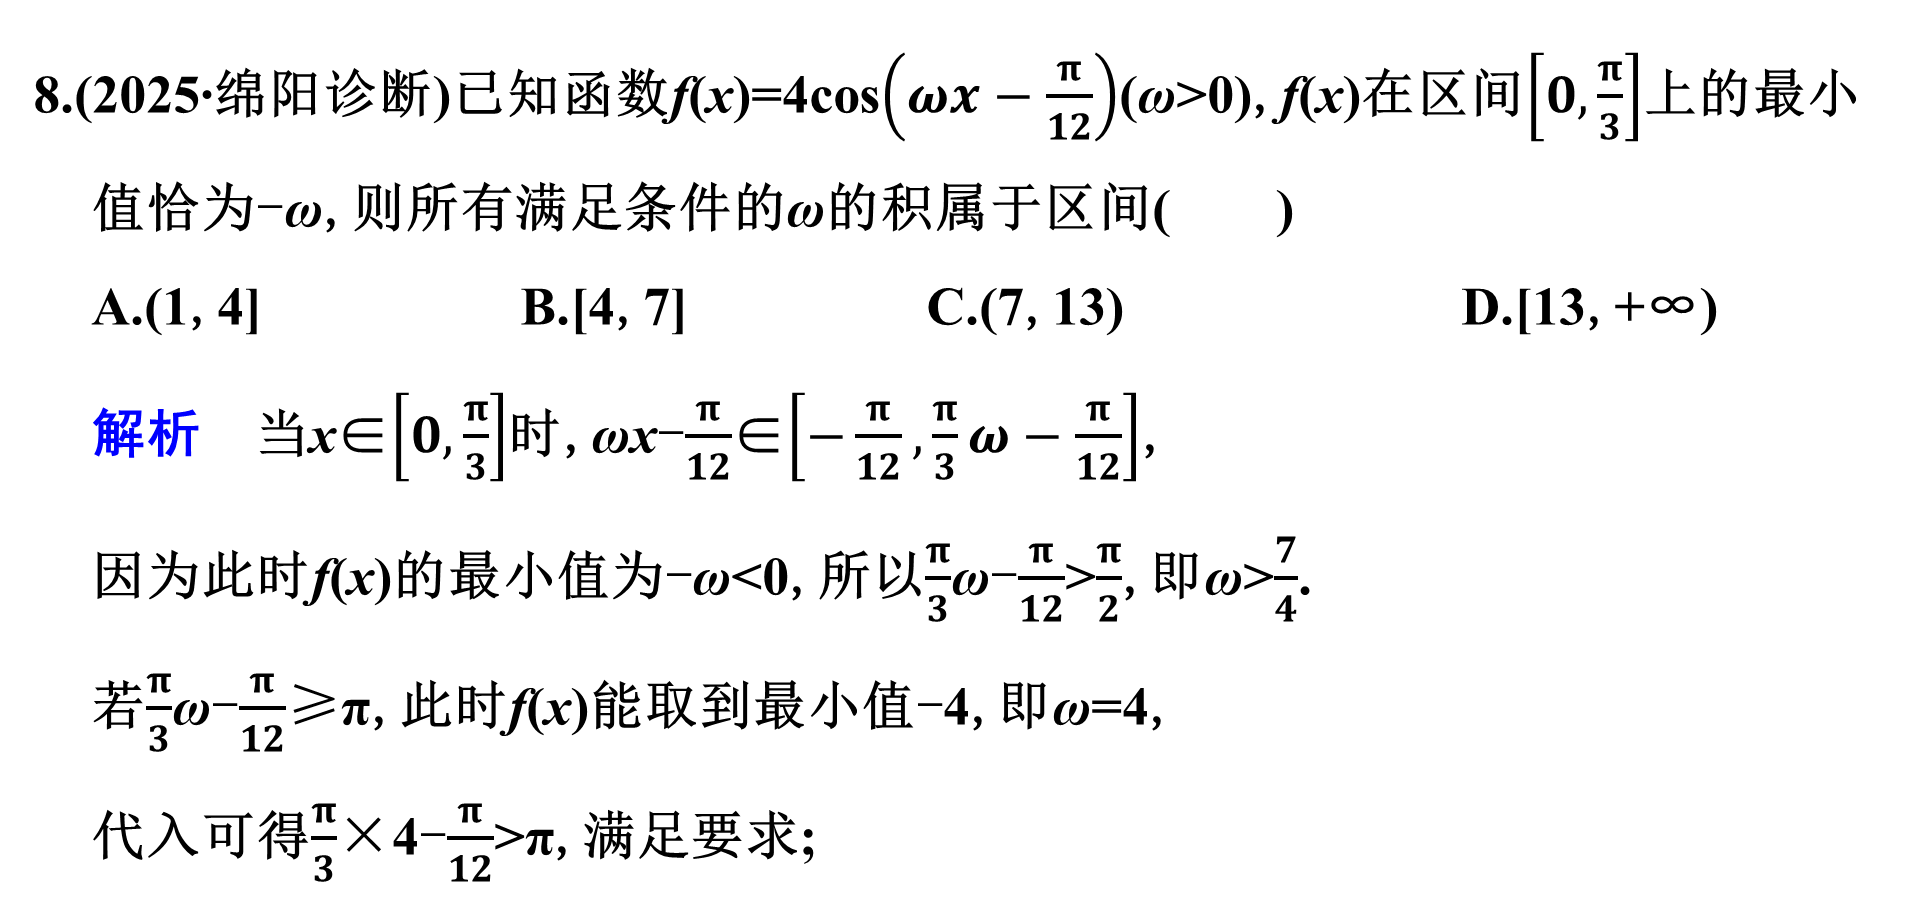 8.(2025·绵阳诊断)已知函数f(x)=4cos(ωx − π/12)(ω>0), f(x)在区间[0, π/3]上的最小
值恰为−ω, 则所有满足条件的ω的积属于区间(  )
A.(1, 4] B.[4, 7] C.(7, 13) D.[13, +∞)
解析 当x∈[0, π/3]时, ωx−π/12∈[−π/12, π/3 ω − π/12],
因为此时f(x)的最小值为−ω<0, 所以π/3 ω−π/12>π/2, 即ω>7/4.
若π/3 ω−π/12⩾π, 此时f(x)能取到最小值−4, 即ω=4,
代入可得π/3×4−π/12>π, 满足要求;